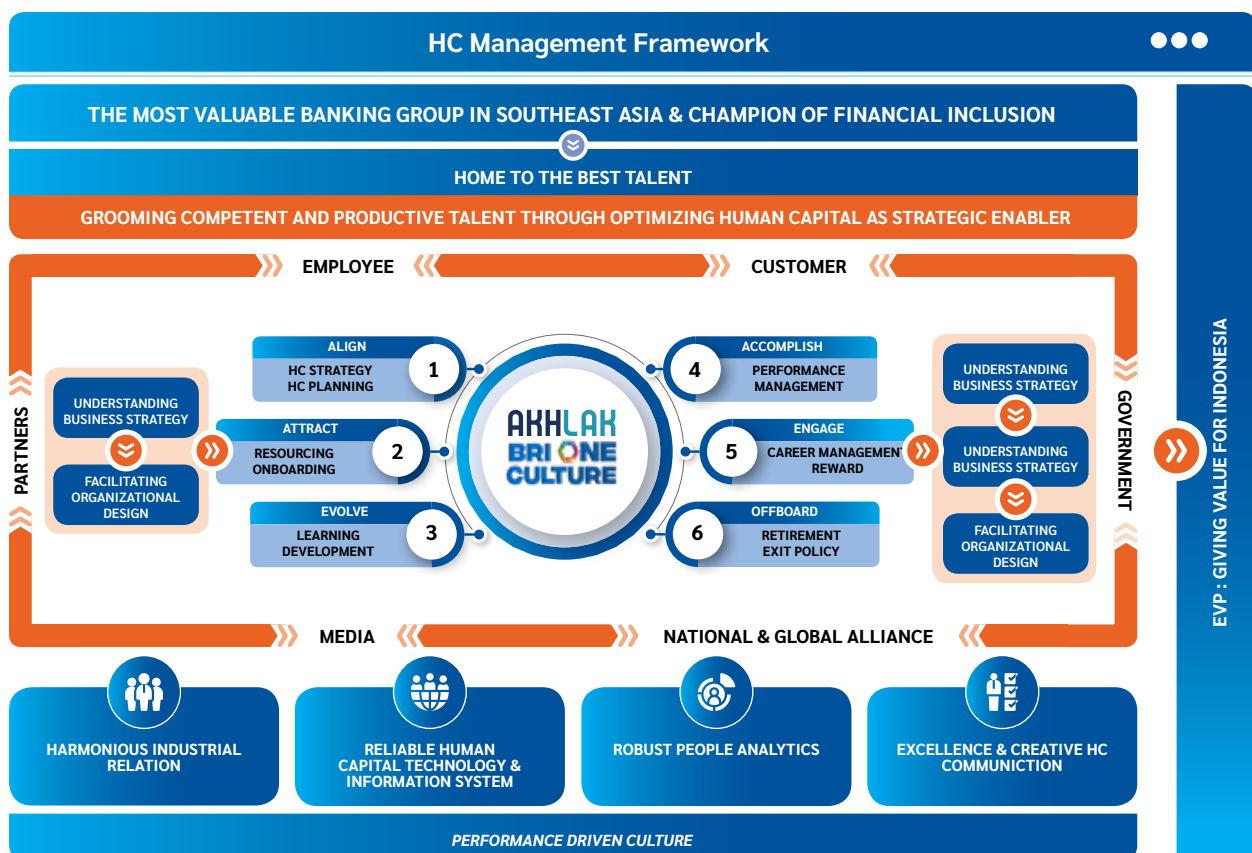 HC Management Framework
THE MOST VALUABLE BANKING GROUP IN SOUTHEAST ASIA & CHAMPION OF FINANCIAL INCLUSION
HOME TO THE BEST TALENT
GROOMING COMPETENT AND PRODUCTIVE TALENT THROUGH OPTIMIZING HUMAN CAPITAL AS STRATEGIC ENABLER
EMPLOYEE
CUSTOMER
PARTNERS
UNDERSTANDING
BUSINESS STRATEGY
FACILITATING
ORGANIZATIONAL
DESIGN
ALIGN
HC STRATEGY
HC PLANNING
1
ATTRACT
RESOURCING
ONBOARDING
2
EVOLVE
LEARNING
DEVELOPMENT
3
AKHLAK
BRI ONE
CULTURE
4
ACCOMPLISH
PERFORMANCE
MANAGEMENT
5
ENGAGE
CAREER MANAGEMENT
REWARD
6
OFFBOARD
RETIREMENT
EXIT POLICY
UNDERSTANDING
BUSINESS STRATEGY
UNDERSTANDING
BUSINESS STRATEGY
FACILITATING
ORGANIZATIONAL
DESIGN
GOVERNMENT
EVP : GIVING VALUE FOR INDONESIA
MEDIA
NATIONAL & GLOBAL ALLIANCE
HARMONIOUS INDUSTRIAL
RELATION
RELIABLE HUMAN
CAPITAL TECHNOLOGY &
INFORMATION SYSTEM
ROBUST PEOPLE ANALYTICS
EXCELLENCE & CREATIVE HC
COMMUNICTION
PERFORMANCE DRIVEN CULTURE